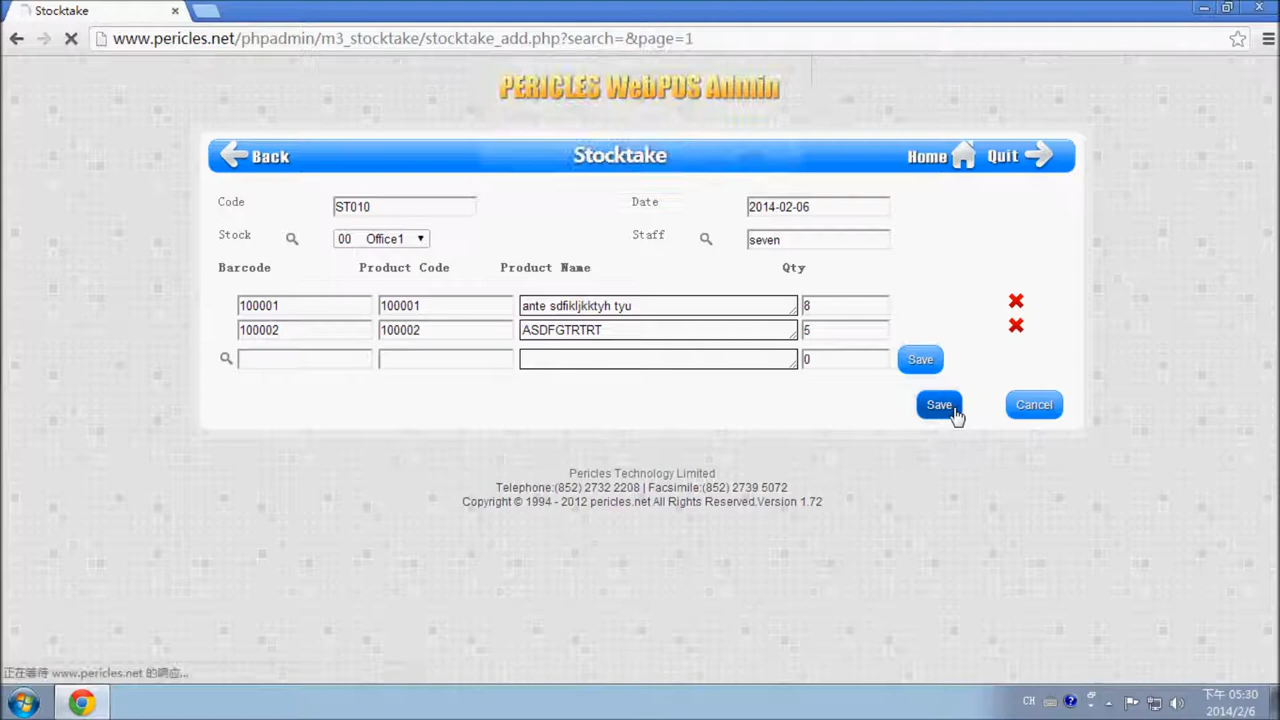 Stocktake
www.pericles.net/phpadmin/m3_stocktake/stocktake_add.php?search=&page=1
PERICLES WebPOS Admin
Back Stocktake Home Quit
Code ST010 Date 2014-02-06
Stock 00 Office1 Staff seven
Barcode Product Code Product Name Qty
100001 100001 ante sdfikljkktyh tyu 8
100002 100002 ASDFGTRTRT 5
0 Save
Save Cancel
Pericles Technology Limited
Telephone:(852) 2732 2208 | Facsimile:(852) 2739 5072
Copyright © 1994 - 2012 pericles.net All Rights Reserved.Version 1.72
正在等待 www.pericles.net 的响应...
CH 下午 05:30
2014/2/6